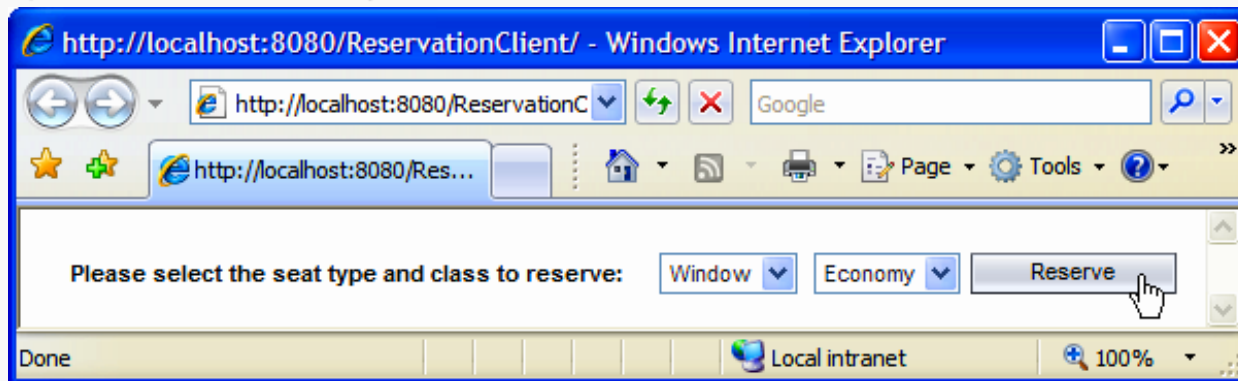 http://localhost:8080/ReservationClient/ - Windows Internet Explorer
http://localhost:8080/ReservationC
Google
http://localhost:8080/Res...
Page
Tools
»
Please select the seat type and class to reserve: Window Economy Reserve
Done Local intranet 100%